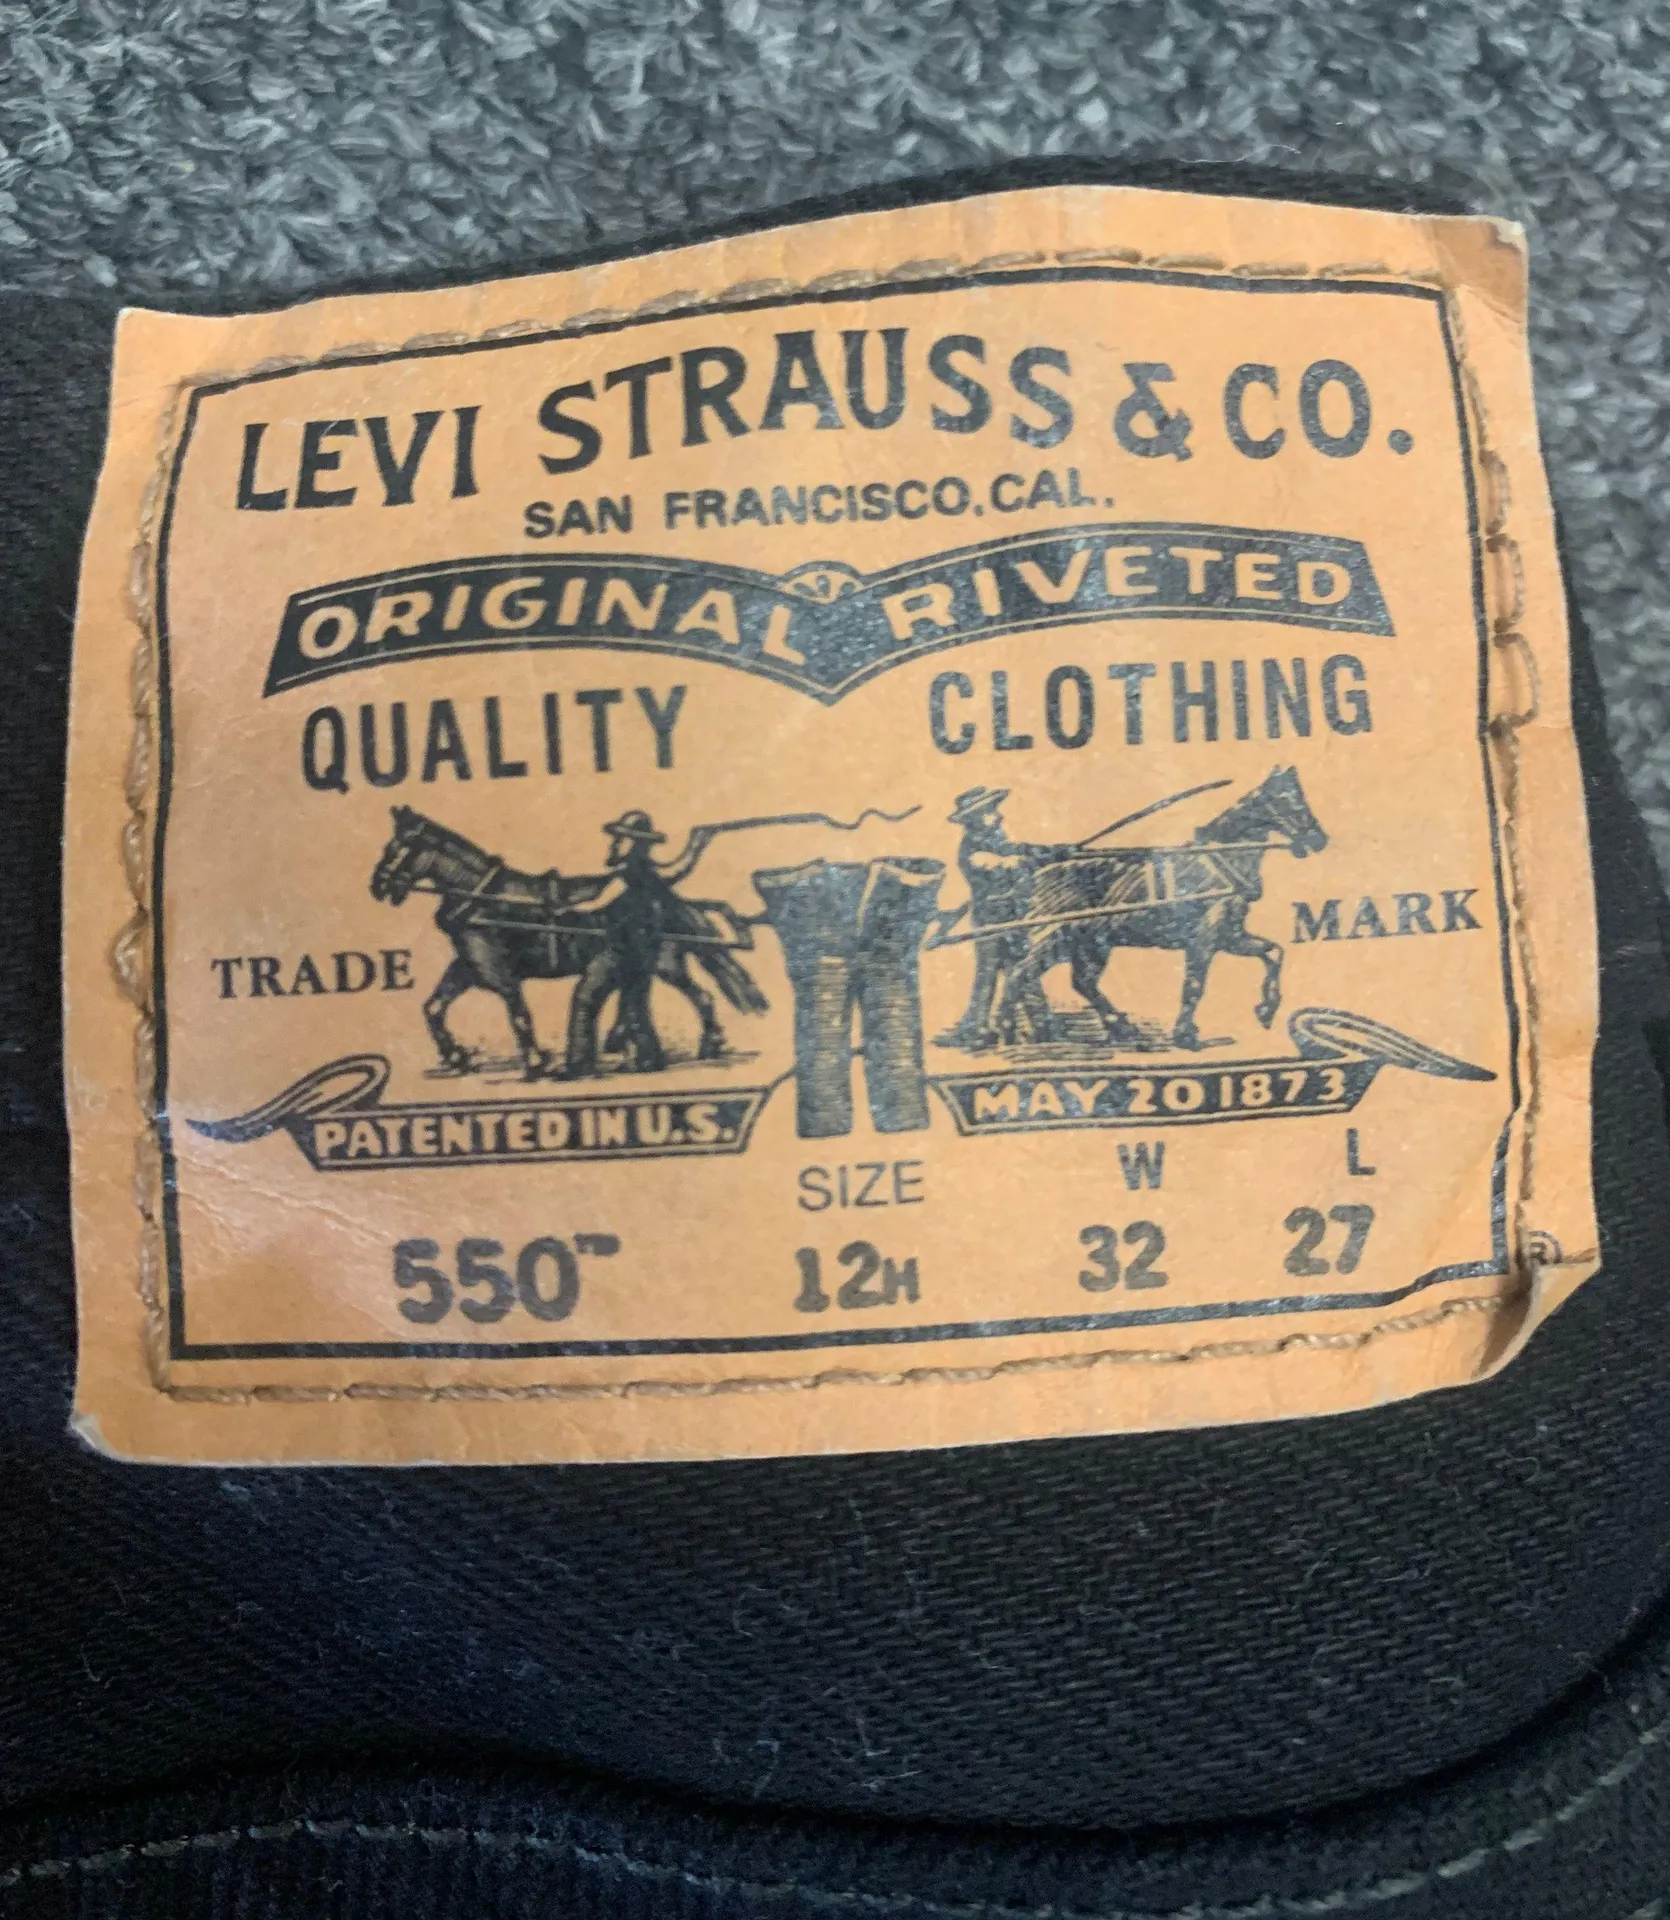 LEVI STRAUSS & CO.
SAN FRANCISCO, CAL.
ORIGINAL RIVETED
QUALITY CLOTHING
TRADE MARK
PATENTED IN U.S. MAY 20 1873
SIZE W L
550™ 12H 32 27
®